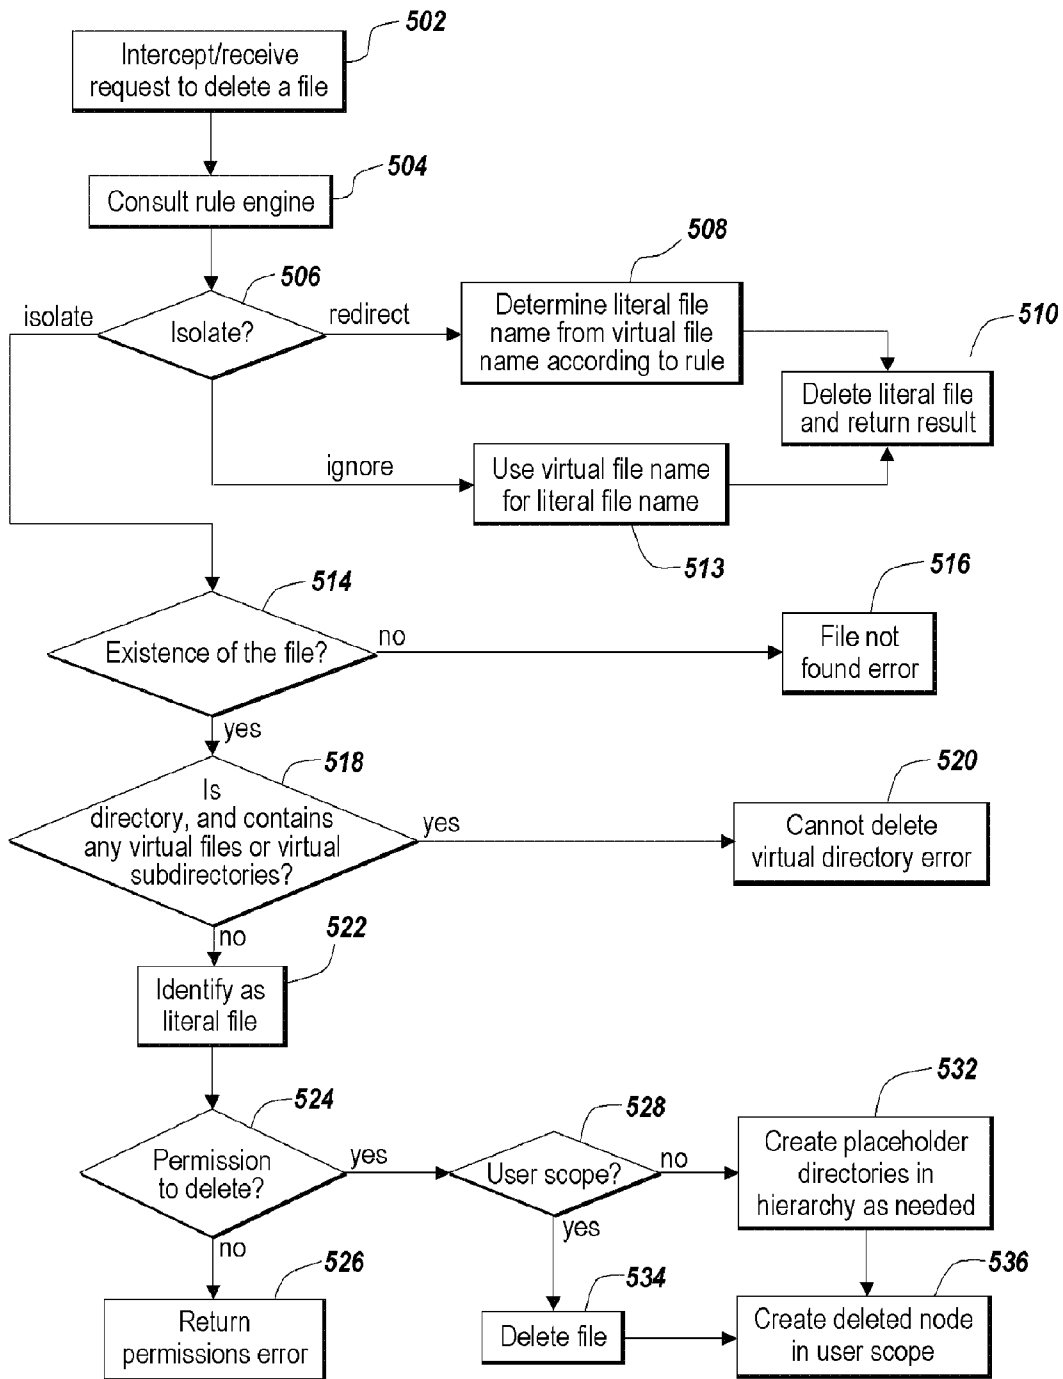 502
Intercept/receive
request to delete a file
504
Consult rule engine
506
isolate
Isolate?
redirect
508
Determine literal file
name from virtual file
name according to rule
510
Delete literal file
and return result
ignore
Use virtual file name
for literal file name
513
514
Existence of the file?
no
516
File not
found error
yes
518
Is
directory, and contains
any virtual files or virtual
subdirectories?
yes
520
Cannot delete
virtual directory error
no
522
Identify as
literal file
524
Permission
to delete?
yes
528
User scope?
no
532
Create placeholder
directories in
hierarchy as needed
no
526
Return
permissions error
yes
534
Delete file
536
Create deleted node
in user scope